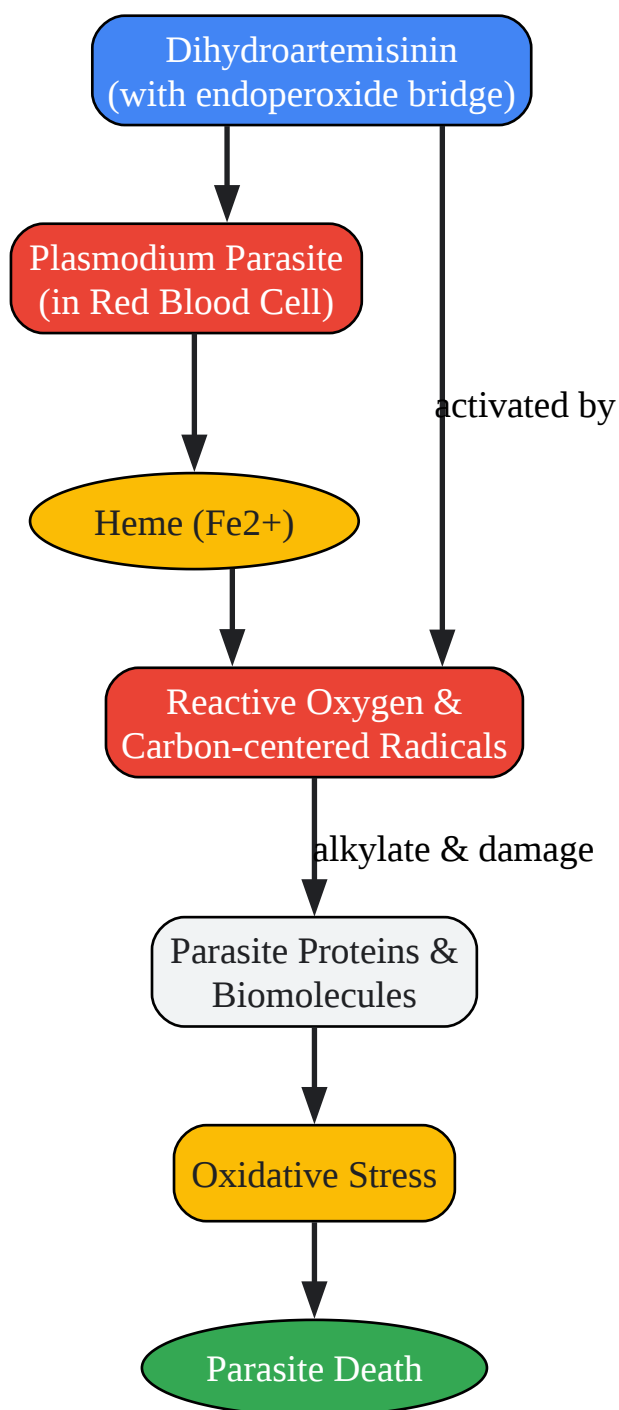 Dihydroartemisinin
(with endoperoxide bridge)
Plasmodium Parasite
(in Red Blood Cell)
activated by
Heme (Fe2+)
Reactive Oxygen &
Carbon-centered Radicals
alkylate & damage
Parasite Proteins &
Biomolecules
Oxidative Stress
Parasite Death